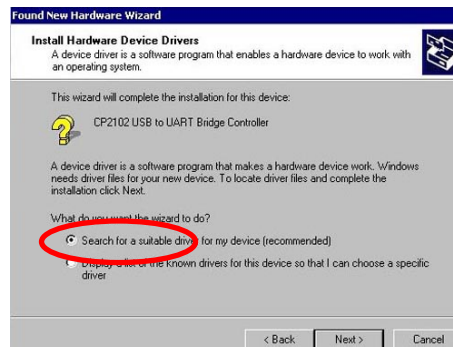 Found New Hardware Wizard
Install Hardware Device Drivers
A device driver is a software program that enables a hardware device to work with
an operating system.
This wizard will complete the installation for this device:
CP2102 USB to UART Bridge Controller
A device driver is a software program that makes a hardware device work. Windows
needs driver files for your new device. To locate driver files and complete the
installation click Next.
What do you want the wizard to do?
Search for a suitable driver for my device (recommended)
Display a list of the known drivers for this device so that I can choose a specific
driver
< Back Next > Cancel